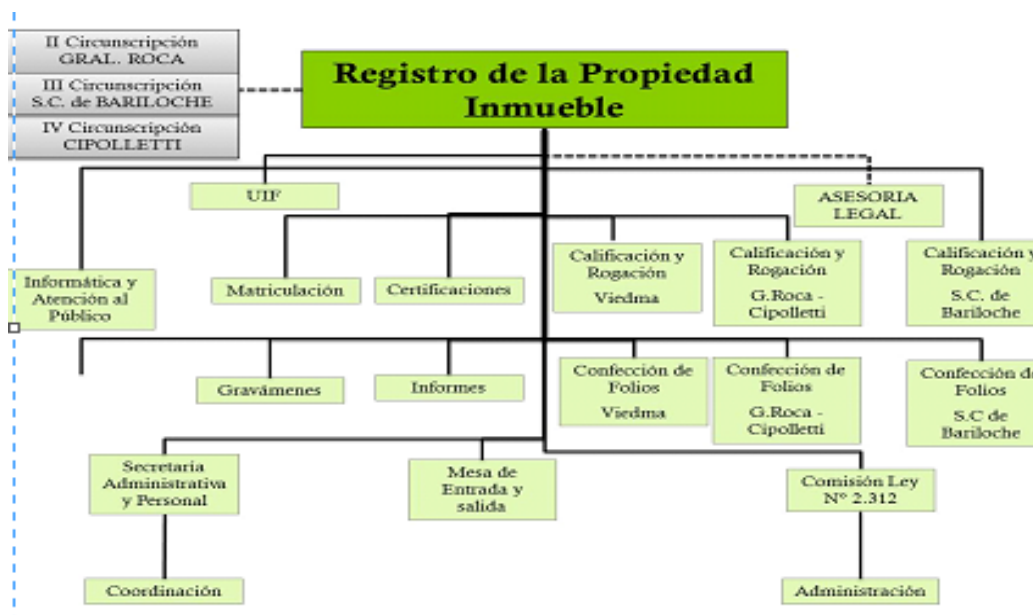 II Circunscripción
GRAL. ROCA
III Circunscripción
S.C. de BARILOCHE
IV Circunscripción
CIPOLLETTI
Registro de la Propiedad
Inmueble
UIF
ASESORIA
LEGAL
Informática y
Atención al
Público
Matriculación
Certificaciones
Calificación y
Rogación
Viedma
Calificación y
Rogación
G.Roca -
Cipolletti
Calificación y
Rogación
S.C. de
Bariloche
Gravámenes
Informes
Confección de
Folios
Viedma
Confección de
Folios
G.Roca -
Cipolletti
Confección de
Folios
S.C de
Bariloche
Secretaria
Administrativa
y Personal
Mesa de
Entrada y
salida
Comisión Ley
N° 2.312
Coordinación
Administración